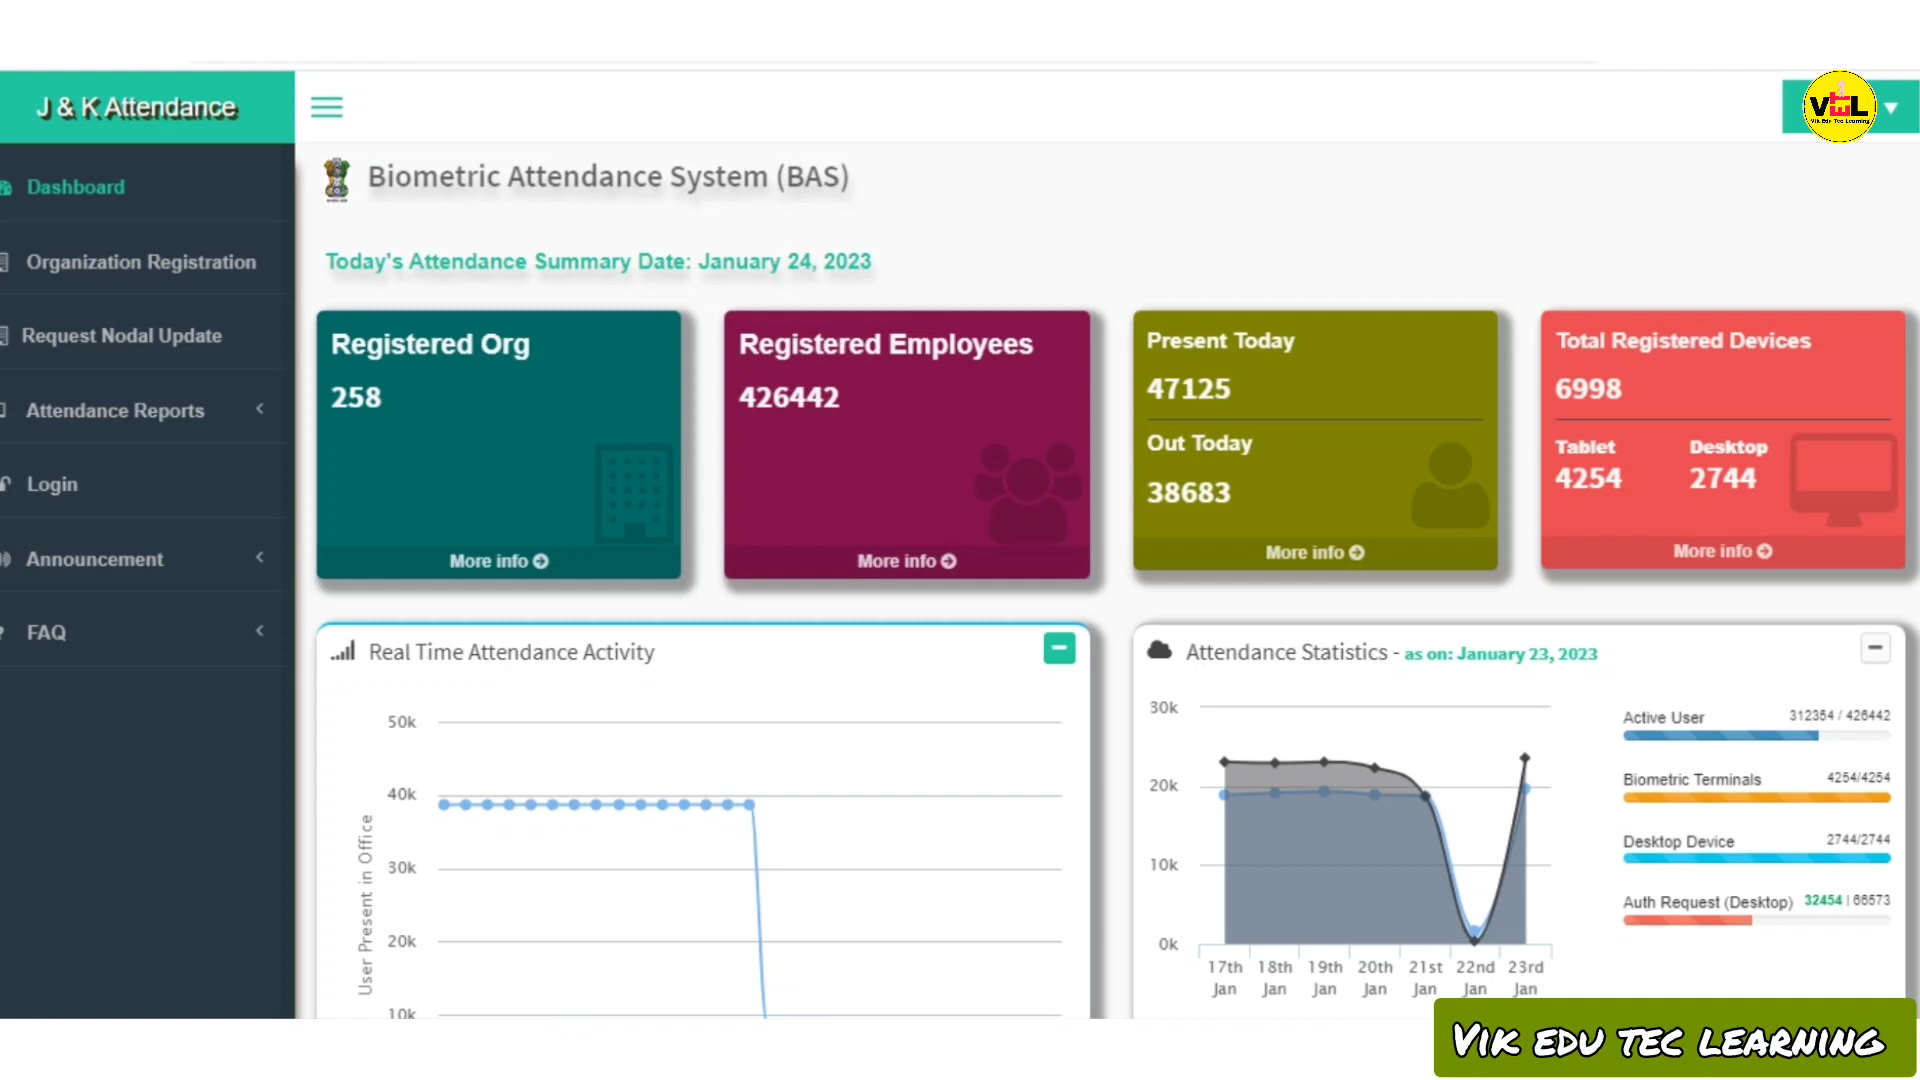 J & K Attendance
VEL
Vik Edu Tec Learning
Dashboard
Organization Registration
Request Nodal Update
Attendance Reports
Login
Announcement
FAQ
Biometric Attendance System (BAS)
Today's Attendance Summary Date: January 24, 2023
Registered Org
258
More info
Registered Employees
426442
More info
Present Today
47125
Out Today
38683
More info
Total Registered Devices
6998
Tablet Desktop
4254 2744
More info
Real Time Attendance Activity
User Present in Office
50k
40k
30k
20k
10k
Attendance Statistics - as on: January 23, 2023
30k
20k
10k
0k
17th Jan
18th Jan
19th Jan
20th Jan
21st Jan
22nd Jan
23rd Jan
Active User 312354 / 426442
Biometric Terminals 4254/4254
Desktop Device 2744/2744
Auth Request (Desktop) 32454 | 66573
Vik edu tec learning